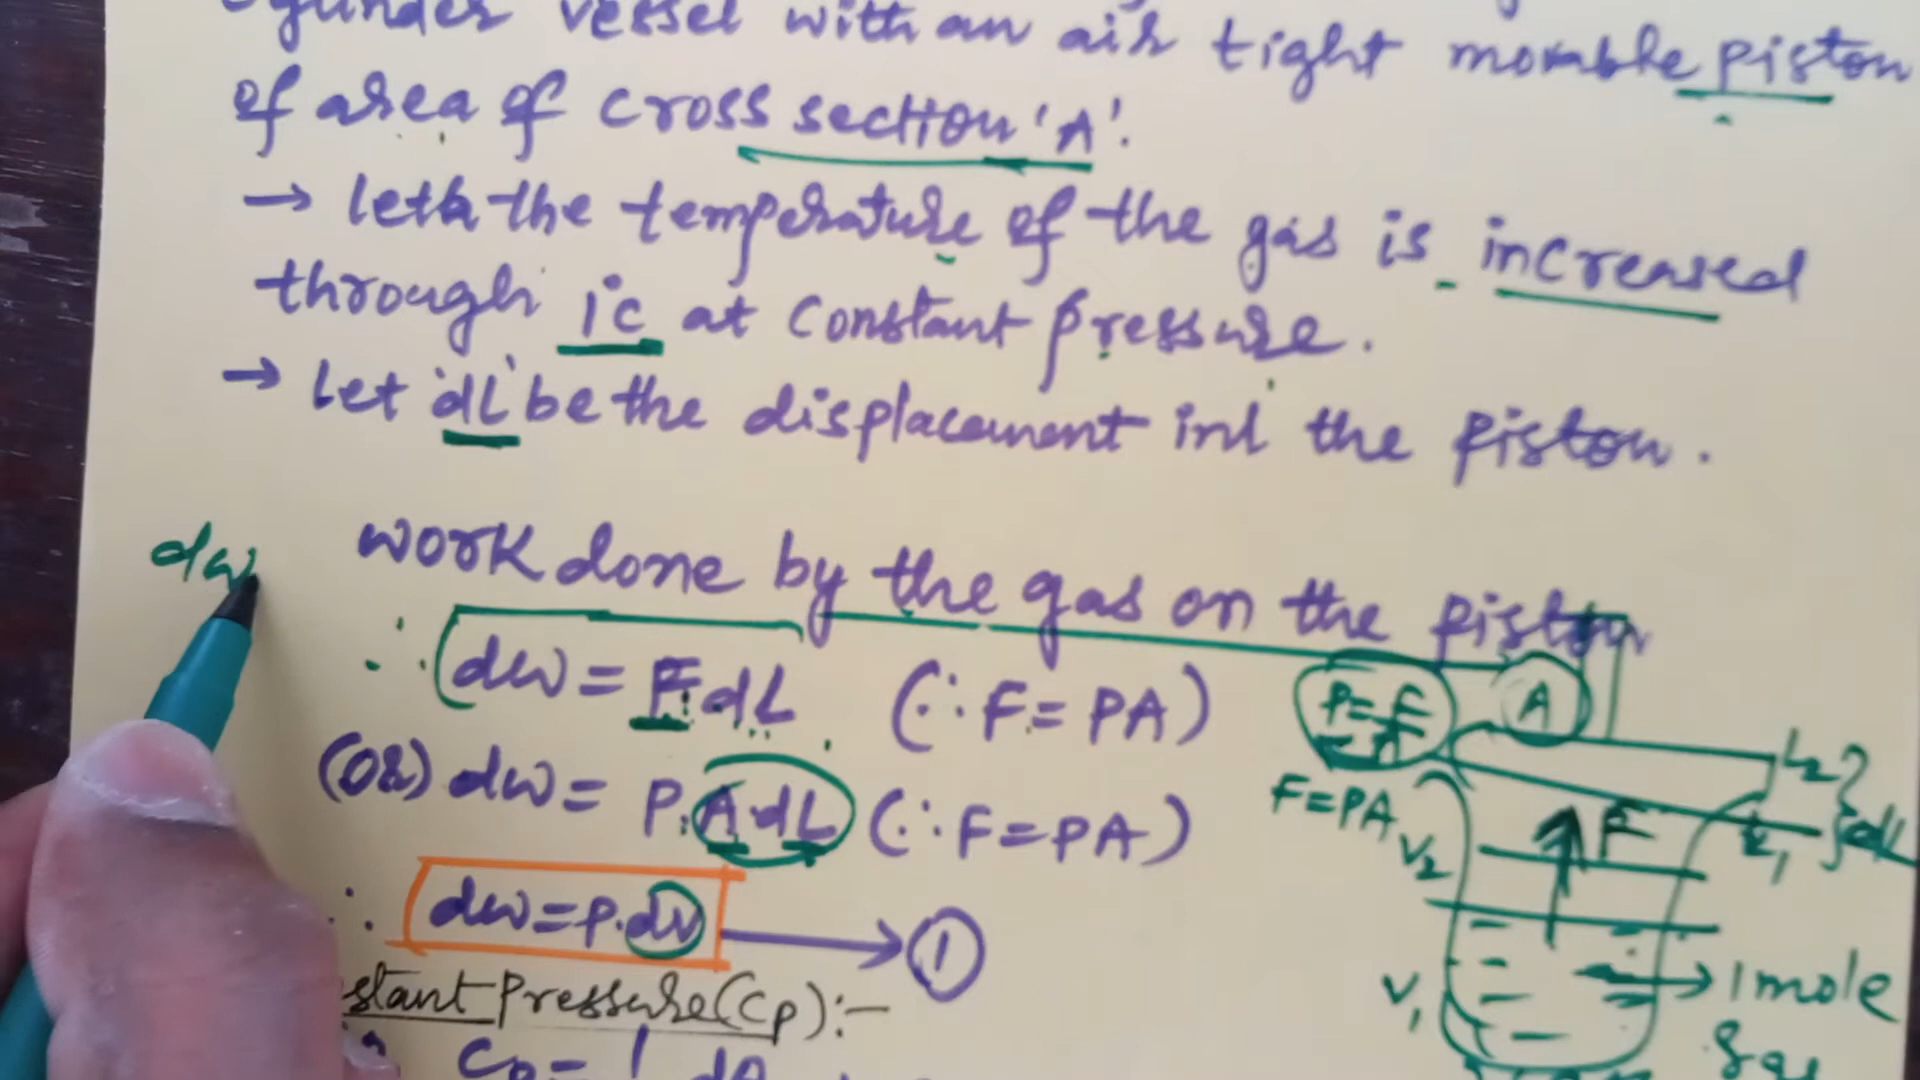 cylinder vessel with an air tight movable piston
of area of cross section 'A'.
→ let the temperature of the gas is increased
through 1°c at constant pressure.
→ Let 'dL' be the displacement in the piston.
dw
work done by the gas on the piston
∴ dw = F dL (∵ F = PA)
(OR) dw = P.A.dL (∵ F = PA)
∴ dw = P.dv → 1
stant pressure (Cp):-
P = F/A
A
F = PA
L2
L1
dL
F
V2
V1
1 mole
gas